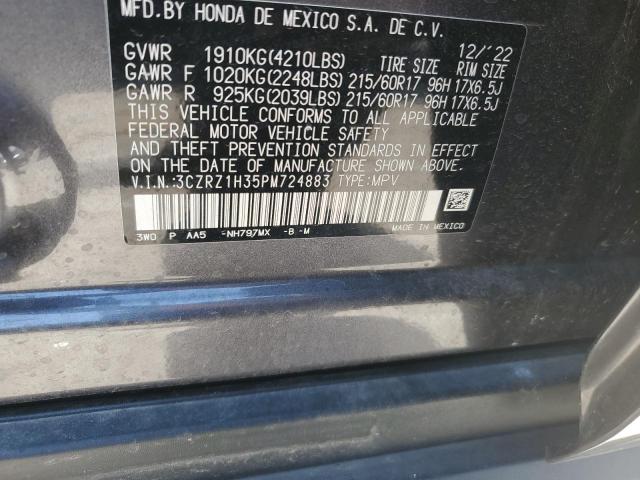 MFD.BY HONDA DE MEXICO S.A. DE C.V.
12/'22
GVWR 1910KG(4210LBS) TIRE SIZE RIM SIZE
GAWR F 1020KG(2248LBS) 215/60R17 96H 17X6.5J
GAWR R 925KG(2039LBS) 215/60R17 96H 17X6.5J
THIS VEHICLE CONFORMS TO ALL APPLICABLE
FEDERAL MOTOR VEHICLE SAFETY
AND THEFT PREVENTION STANDARDS IN EFFECT
ON THE DATE OF MANUFACTURE SHOWN ABOVE.
V.I.N.:3CZRZ1H35PM724883 TYPE:MPV
3WD P AA5 -NH797MX -B -M MADE IN MEXICO